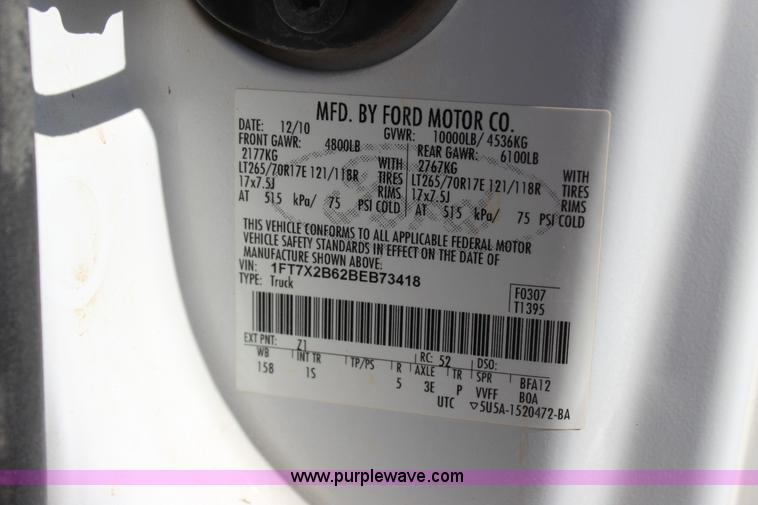 MFD. BY FORD MOTOR CO.
DATE: 12/10 GVWR: 10000LB/ 4536KG
FRONT GAWR: 4800LB REAR GAWR: 6100LB
2177KG WITH 2767KG WITH
LT265/70R17E 121/118R TIRES LT265/70R17E 121/118R TIRES
17x7.5J RIMS 17x7.5J RIMS
AT 515 kPa/ 75 PSI COLD AT 515 kPa/ 75 PSI COLD
THIS VEHICLE CONFORMS TO ALL APPLICABLE FEDERAL MOTOR
VEHICLE SAFETY STANDARDS IN EFFECT ON THE DATE OF
MANUFACTURE SHOWN ABOVE.
VIN: 1FT7X2B62BEB73418
TYPE: Truck F0307
T1395
EXT PNT: Z1 RC: 52 DSO:
WB INT TR TP/PS R AXLE TR SPR BFA12
158 1S 5 3E P VVFF BOA
UTC ▽5U5A-1520472-BA
www.purplewave.com